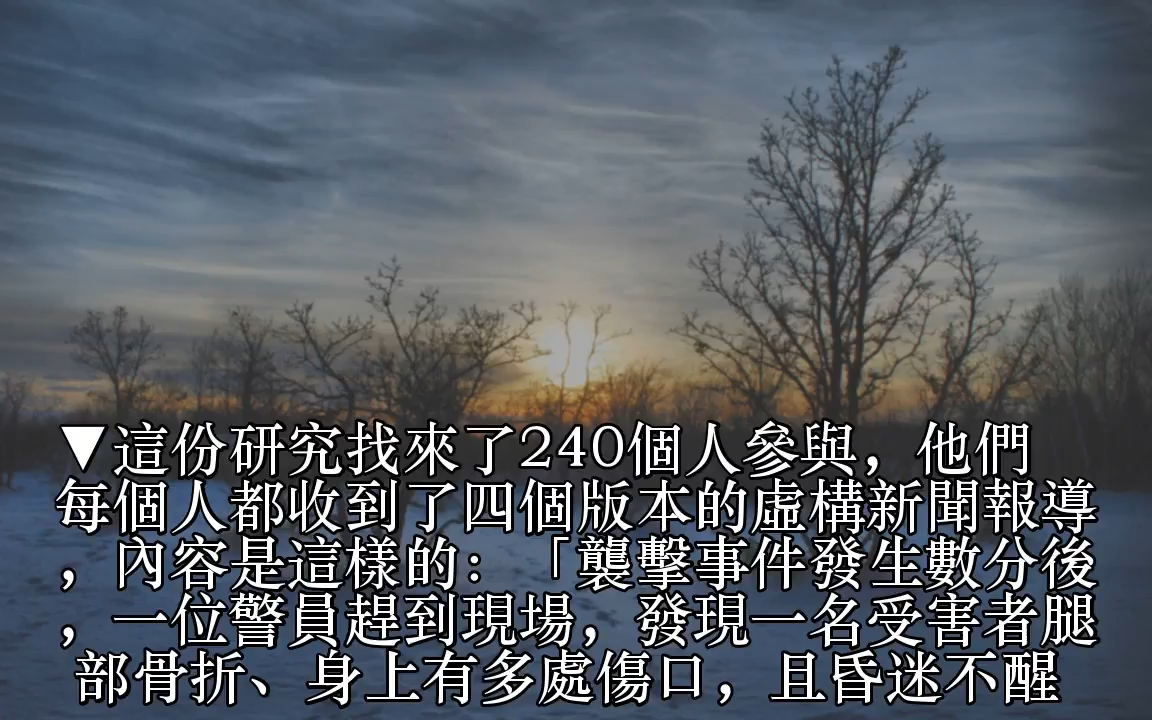 ▼這份研究找來了240個人參與，他們
每個人都收到了四個版本的虛構新聞報導
，內容是這樣的：「襲擊事件發生數分後
，一位警員趕到現場，發現一名受害者腿
部骨折、身上有多處傷口，且昏迷不醒